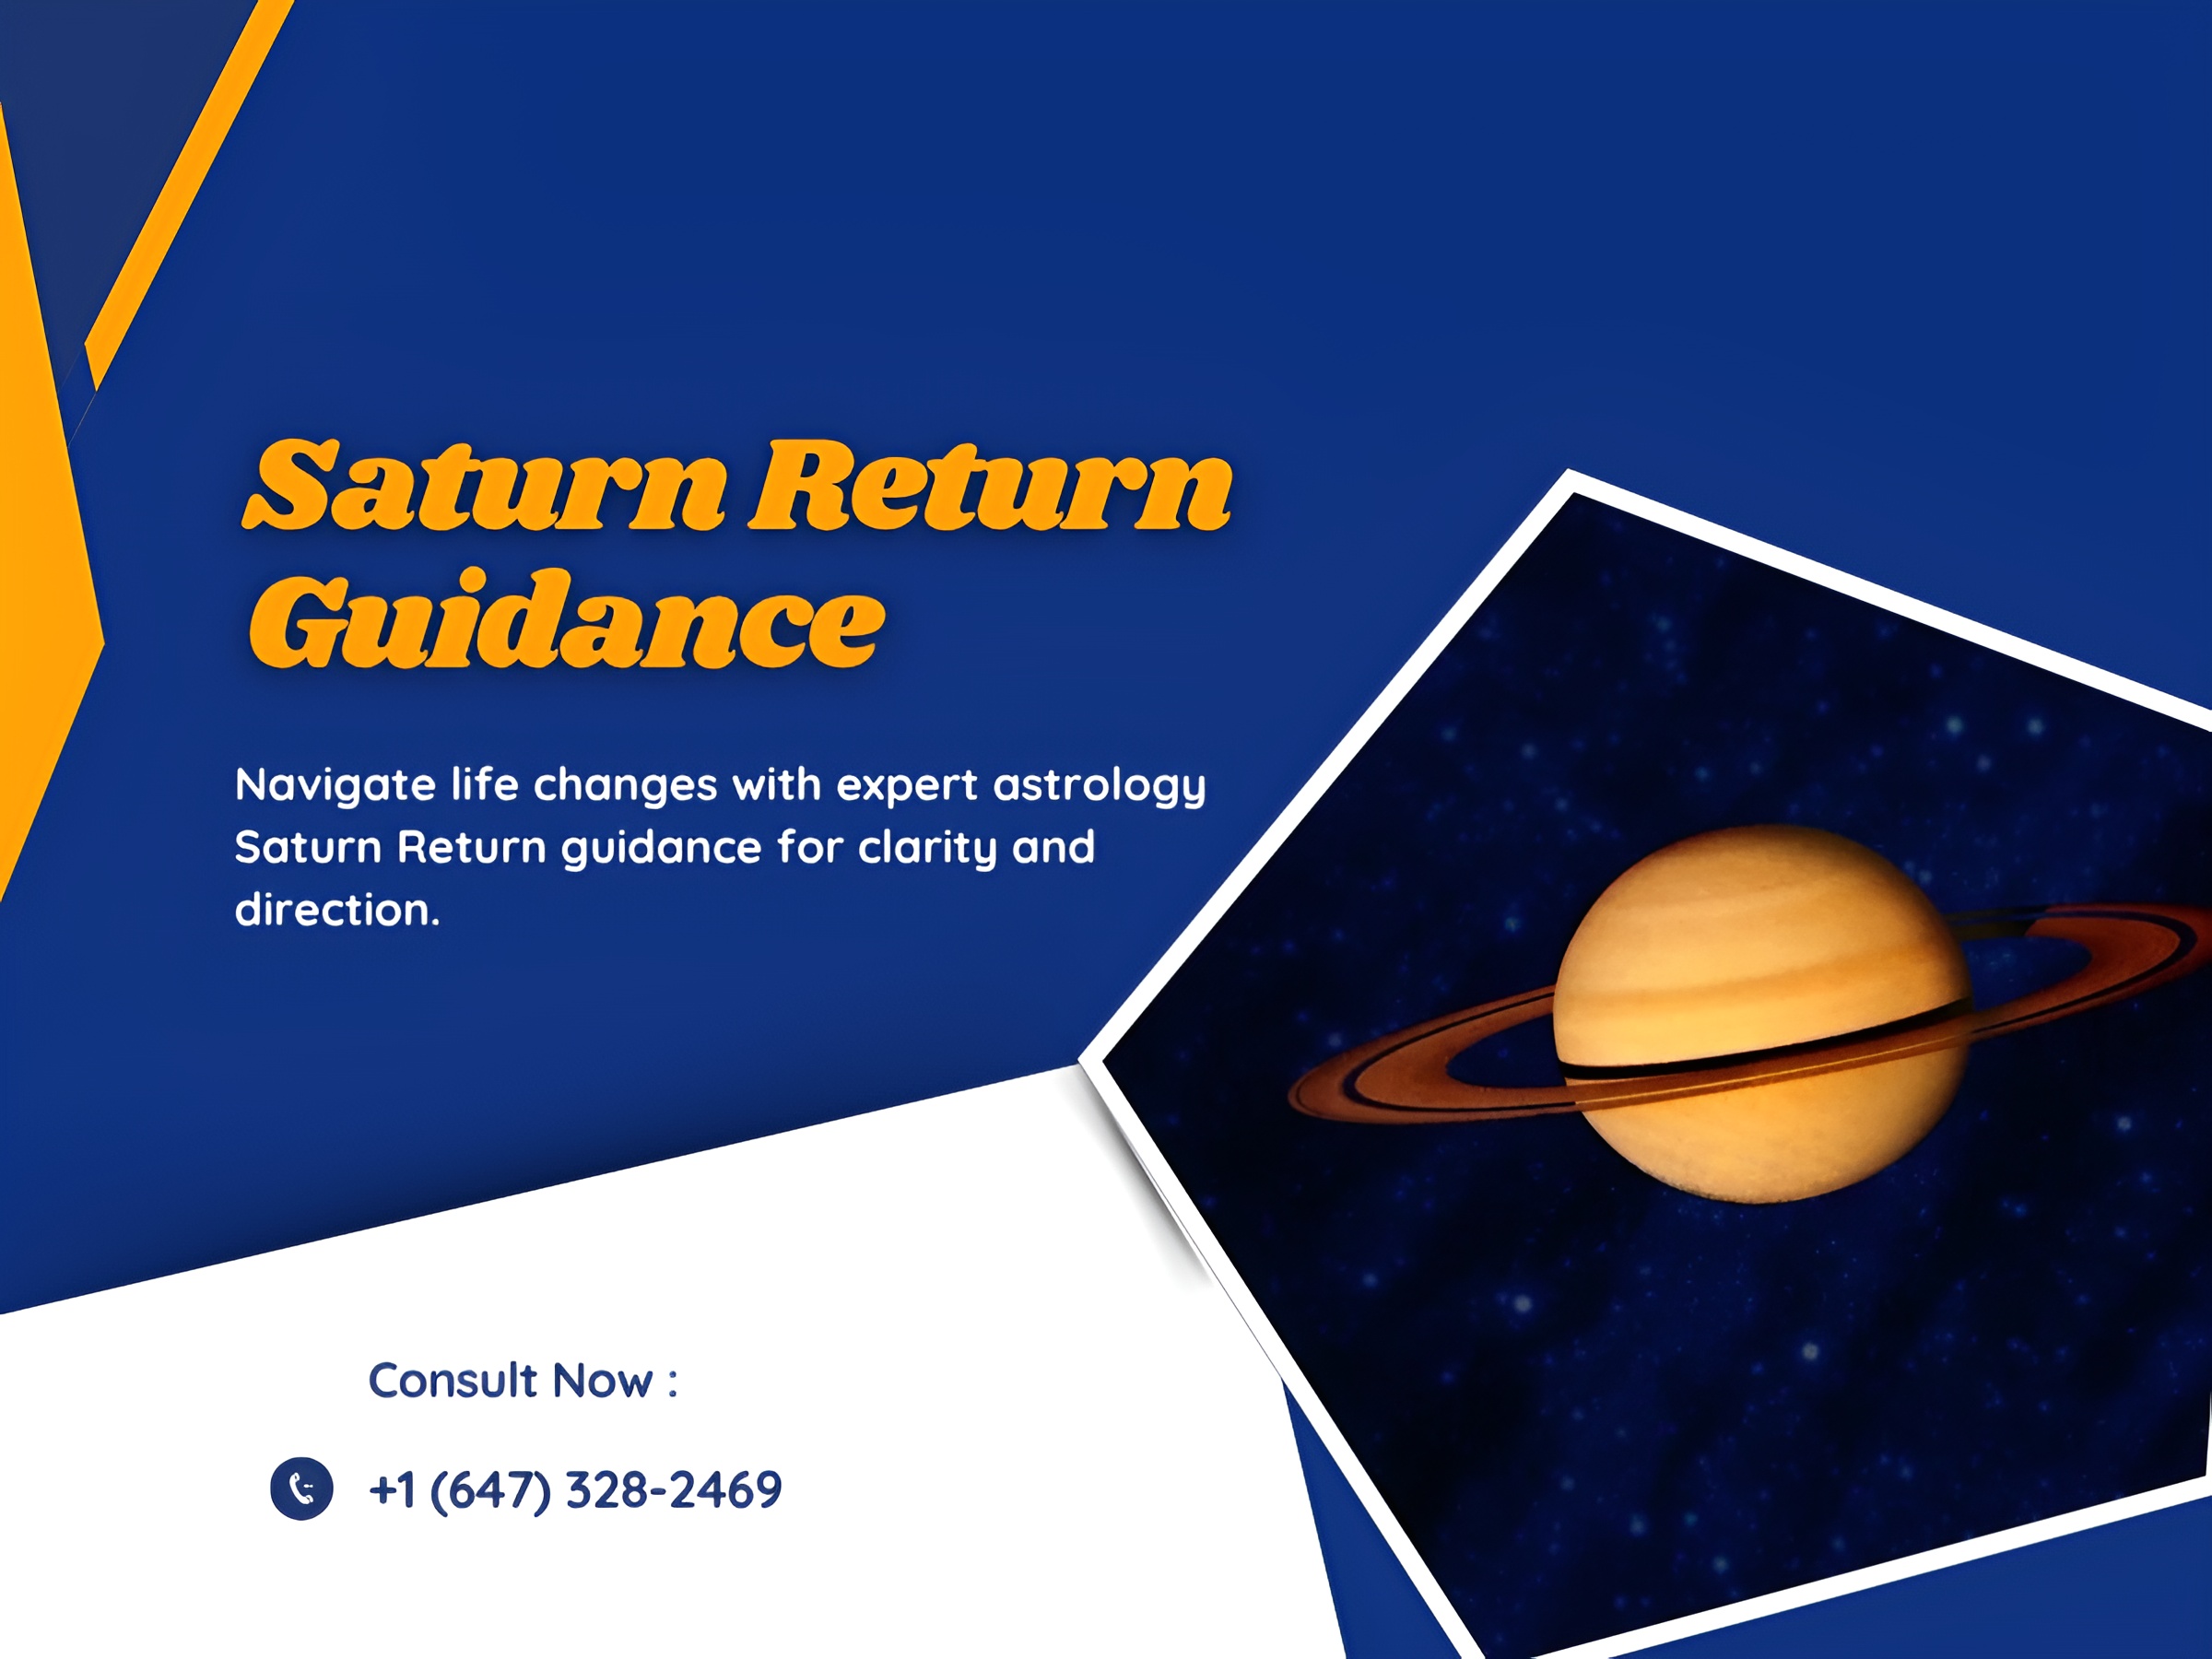 Saturn Return
Guidance
Navigate life changes with expert astrology
Saturn Return guidance for clarity and
direction.
Consult Now :
+1 (647) 328-2469